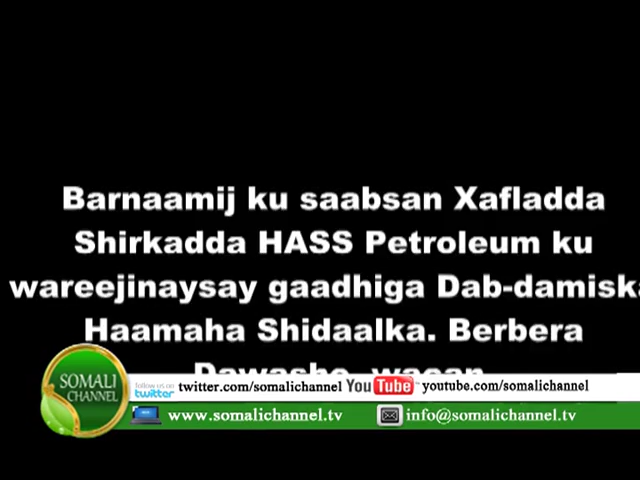 Barnaamij ku saabsan Xafladda
Shirkadda HASS Petroleum ku
wareejinaysay gaadhiga Dab-damiska
Haamaha Shidaalka. Berbera
SOMALI
CHANNEL
follow us on
twitter
twitter.com/somalichannel
YouTube
youtube.com/somalichannel
www.somalichannel.tv
info@somalichannel.tv